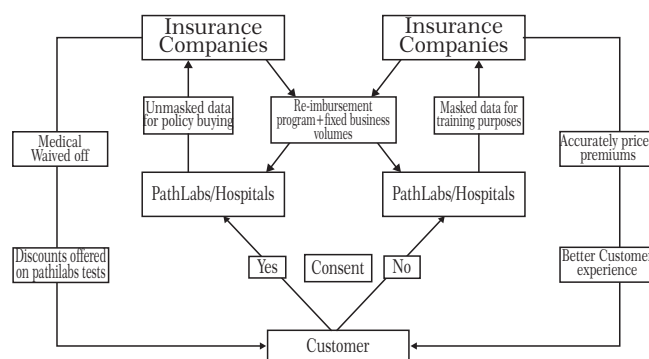 Insurance
Companies
Insurance
Companies
Unmasked data
for policy buying
Re-imbursement
program+fixed business
volumes
Masked data for
training purposes
Medical
Waived off
Accurately price
premiums
PathLabs/Hospitals
PathLabs/Hospitals
Discounts offered
on pathilabs tests
Yes
Consent
No
Better Customer
experience
Customer